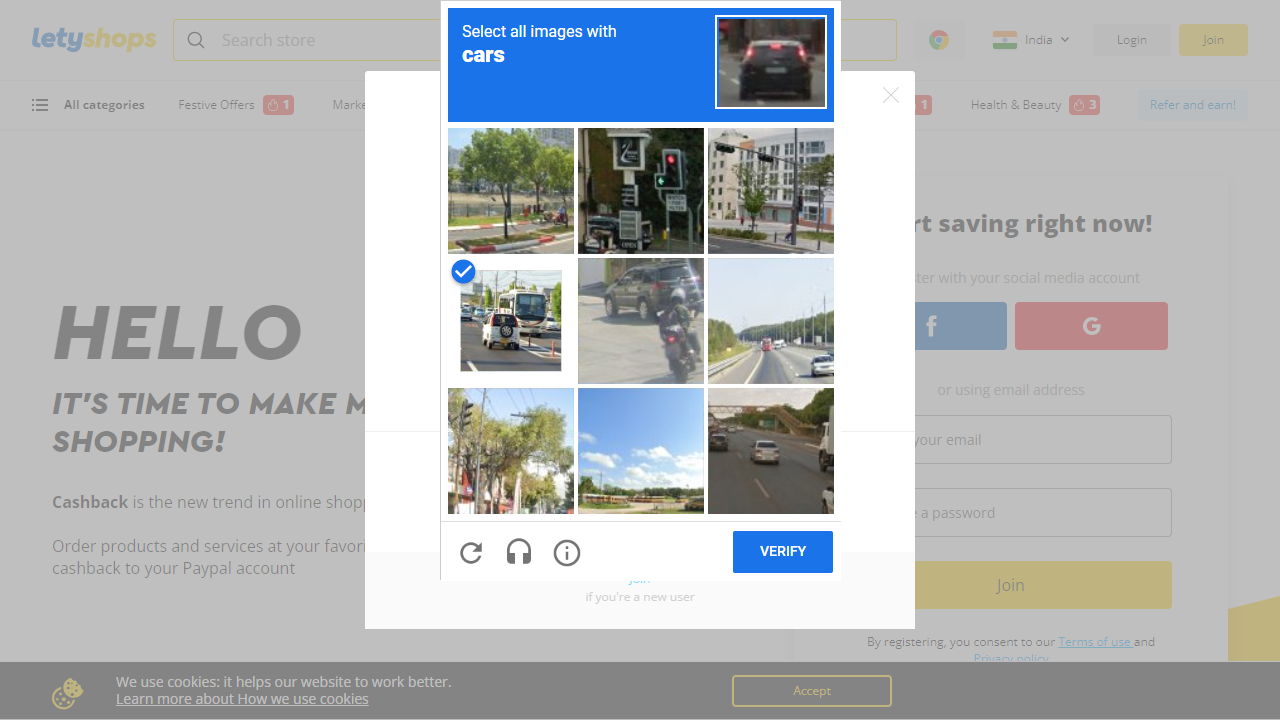 letyshops
Search store
India
Login
Join
All categories
Festive Offers
1
Marke
1
Health & Beauty
3
Refer and earn!
Select all images with
cars
HELLO
IT'S TIME TO MAKE M
SHOPPING!
Cashback is the new trend in online shopp
Order products and services at your favori
cashback to your Paypal account
rt saving right now!
ter with your social media account
f
G
or using email address
your email
e a password
Join
By registering, you consent to our Terms of use and
Privacy policy
OPEN
VERIFY
Join
if you're a new user
We use cookies: it helps our website to work better.
Learn more about How we use cookies
Accept